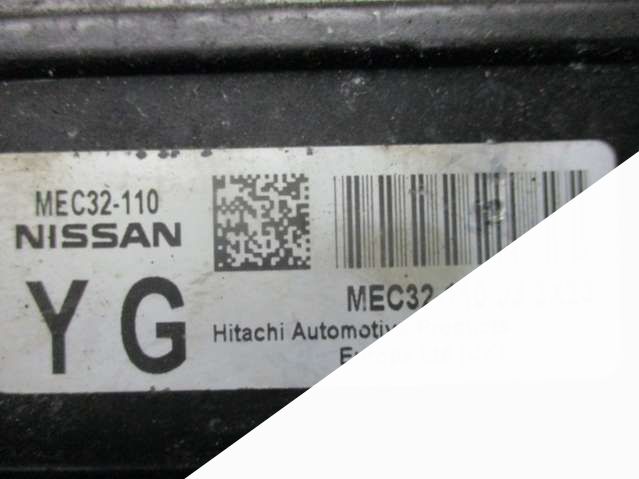 MEC32-110
NISSAN
YG
MEC32
Hitachi Automotive